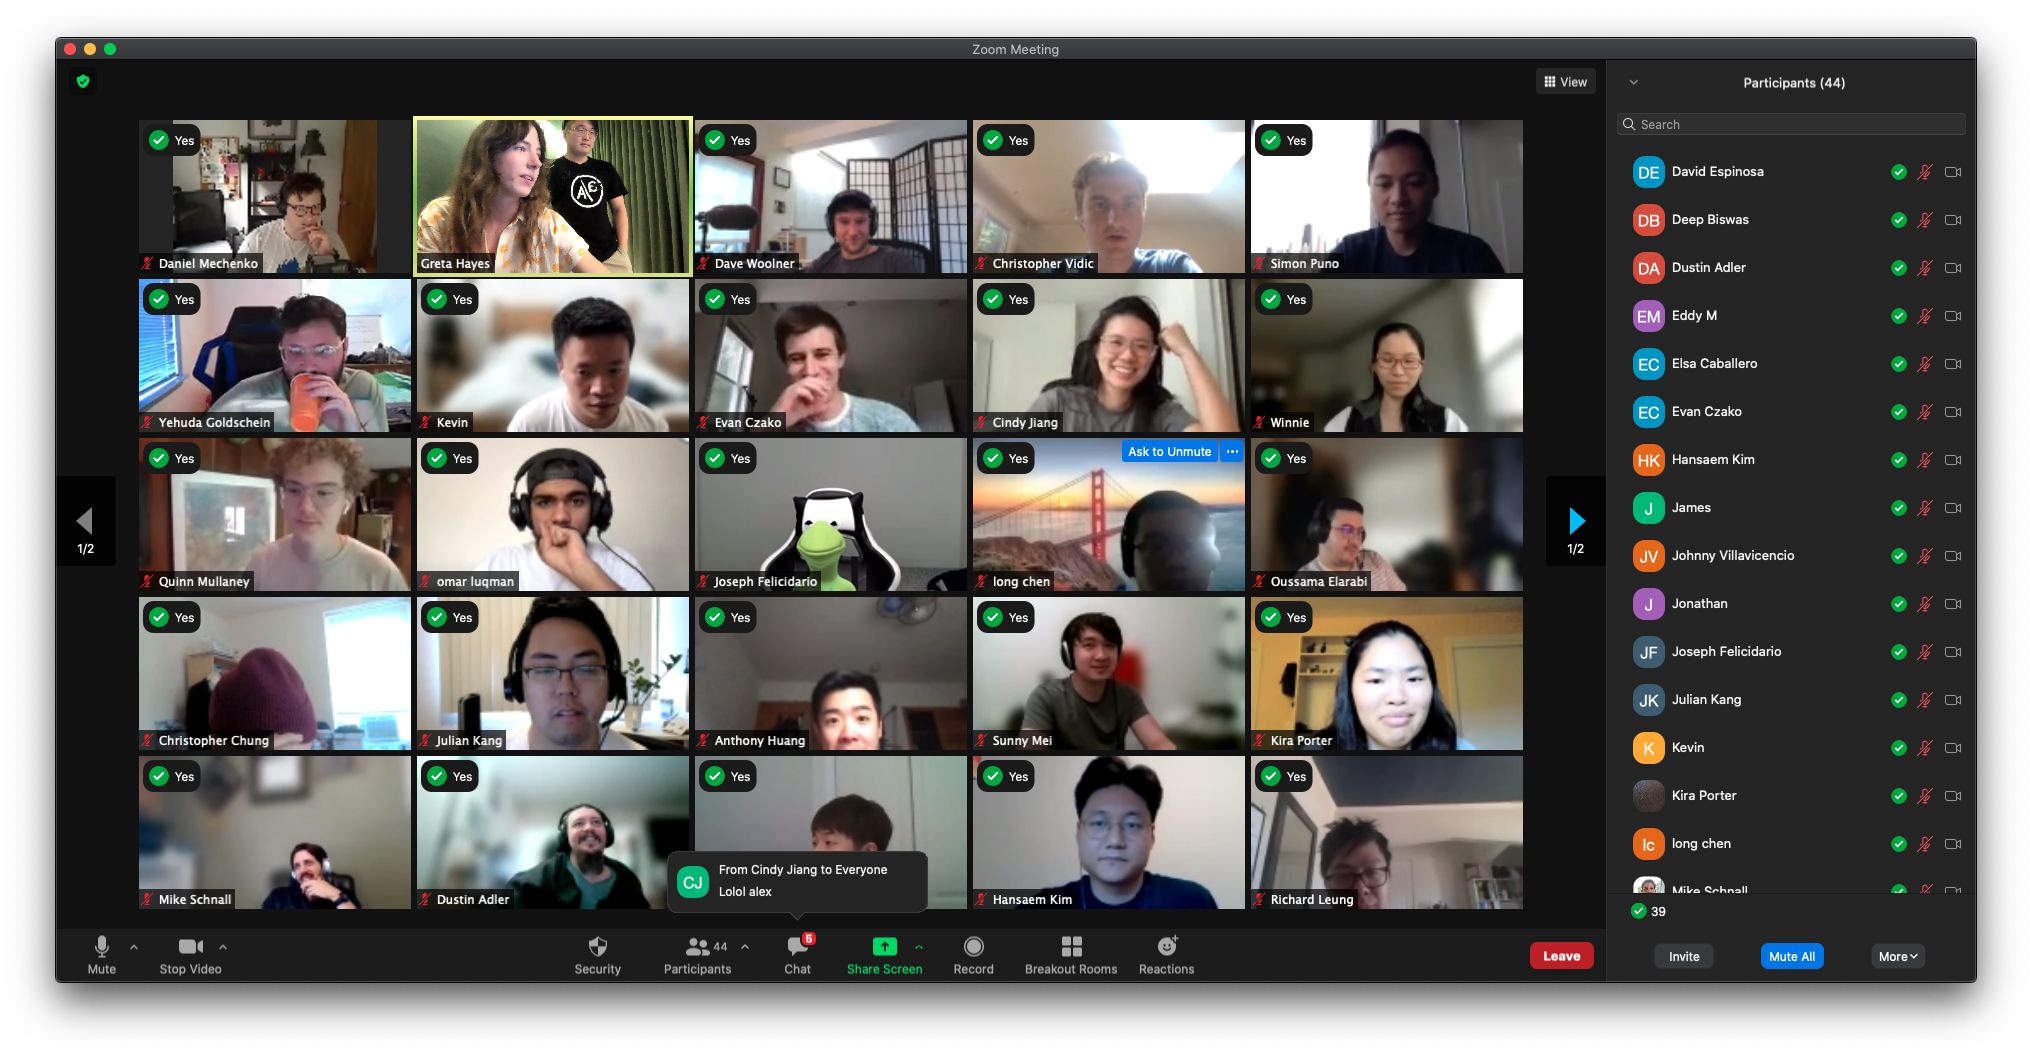 Zoom Meeting
View
Participants (44)
Search
Yes
Daniel Mechenko
Greta Hayes
Yes
Dave Woolner
Yes
Christopher Vidic
Yes
Simon Puno
Yes
Yehuda Goldschein
Yes
Kevin
Yes
Evan Czako
Yes
Cindy Jiang
Yes
Winnie
Yes
Quinn Mullaney
Yes
omar luqman
Yes
Joseph Felicidario
Yes
Ask to Unmute
long chen
Yes
Oussama Elarabi
1/2
1/2
Yes
Christopher Chung
Yes
Julian Kang
Yes
Anthony Huang
Yes
Sunny Mei
Yes
Kira Porter
Yes
Mike Schnall
Yes
Dustin Adler
Yes
Yes
Hansaem Kim
Yes
Richard Leung
CJ
From Cindy Jiang to Everyone
Lolol alex
DE David Espinosa
DB Deep Biswas
DA Dustin Adler
EM Eddy M
EC Elsa Caballero
EC Evan Czako
HK Hansaem Kim
J James
JV Johnny Villavicencio
J Jonathan
JF Joseph Felicidario
JK Julian Kang
K Kevin
Kira Porter
lc long chen
Mike Schnall
39
Invite
Mute All
More
Mute
Stop Video
Security
44
Participants
5
Chat
Share Screen
Record
Breakout Rooms
Reactions
Leave